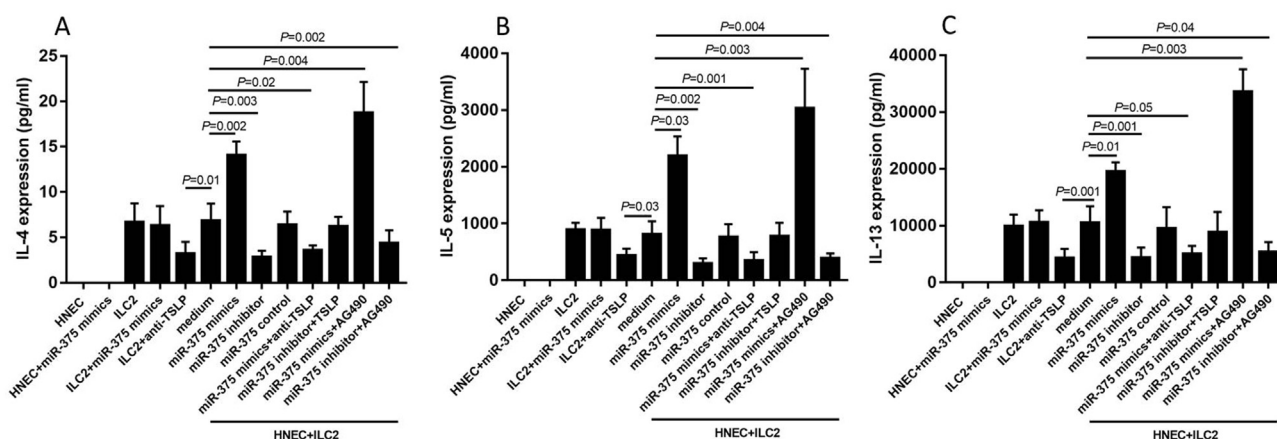 A
P=0.002
P=0.004
P=0.02
P=0.003
P=0.002
P=0.01
IL-4 expression (pg/ml)
25
20
15
10
5
0
HNEC
HNEC+miR-375 mimics
ILC2
ILC2+miR-375 mimics
ILC2+anti-TSLP
medium
miR-375 mimics
miR-375 inhibitor
miR-375 control
miR-375 mimics+anti-TSLP
miR-375 inhibitor+TSLP
miR-375 mimics+AG490
miR-375 inhibitor+AG490
HNEC+ILC2
B
P=0.004
P=0.003
P=0.001
P=0.002
P=0.03
P=0.03
IL-5 expression (pg/ml)
4000
3000
2000
1000
0
HNEC
HNEC+miR-375 mimics
ILC2
ILC2+miR-375 mimics
ILC2+anti-TSLP
medium
miR-375 mimics
miR-375 inhibitor
miR-375 control
miR-375 mimics+anti-TSLP
miR-375 inhibitor+TSLP
miR-375 mimics+AG490
miR-375 inhibitor+AG490
HNEC+ILC2
C
P=0.04
P=0.003
P=0.05
P=0.001
P=0.01
P=0.001
IL-13 expression (pg/ml)
40000
30000
20000
10000
0
HNEC
HNEC+miR-375 mimics
ILC2
ILC2+miR-375 mimics
ILC2+anti-TSLP
medium
miR-375 mimics
miR-375 inhibitor
miR-375 control
miR-375 mimics+anti-TSLP
miR-375 inhibitor+TSLP
miR-375 mimics+AG490
miR-375 inhibitor+AG490
HNEC+ILC2